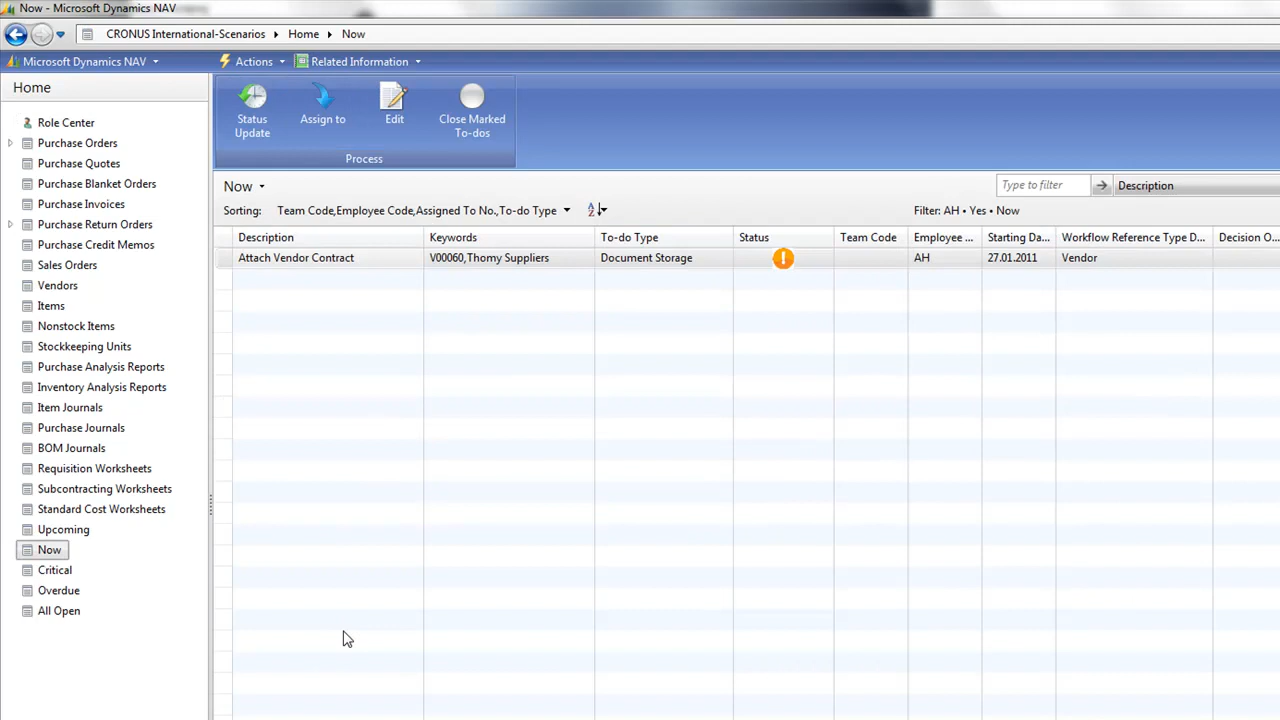 Now - Microsoft Dynamics NAV
CRONUS International-Scenarios Home Now
Microsoft Dynamics NAV Actions Related Information
Home
Role Center
Purchase Orders
Purchase Quotes
Purchase Blanket Orders
Purchase Invoices
Purchase Return Orders
Purchase Credit Memos
Sales Orders
Vendors
Items
Nonstock Items
Stockkeeping Units
Purchase Analysis Reports
Inventory Analysis Reports
Item Journals
Purchase Journals
BOM Journals
Requisition Worksheets
Subcontracting Worksheets
Standard Cost Worksheets
Upcoming
Now
Critical
Overdue
All Open
Status Assign to Edit Close Marked
Update To-dos
Process
Now Type to filter Description
Sorting: Team Code,Employee Code,Assigned To No.,To-do Type Filter: AH • Yes • Now
Description Keywords To-do Type Status Team Code Employee ... Starting Da... Workflow Reference Type D... Decision O...
Attach Vendor Contract V00060,Thomy Suppliers Document Storage AH 27.01.2011 Vendor